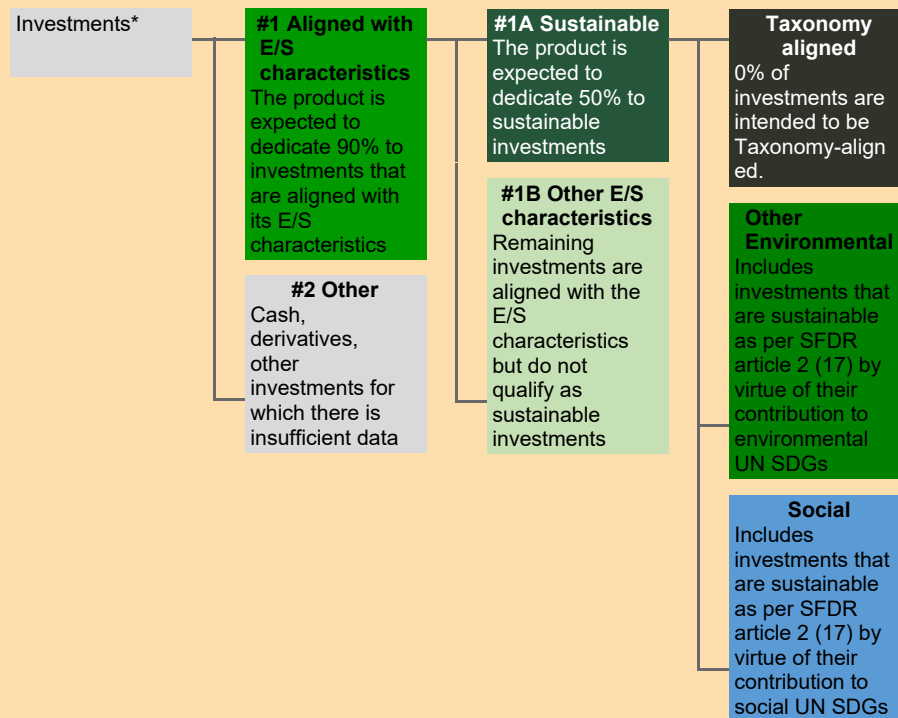 Investments*
#1 Aligned with
E/S
characteristics
The product is
expected to
dedicate 90% to
investments that
are aligned with
its E/S
characteristics
#2 Other
Cash,
derivatives,
other
investments for
which there is
insufficient data
#1A Sustainable
The product is
expected to
dedicate 50% to
sustainable
investments
#1B Other E/S
characteristics
Remaining
investments are
aligned with the
E/S
characteristics
but do not
qualify as
sustainable
investments
Taxonomy
aligned
0% of
investments are
intended to be
Taxonomy-align
ed.
Other
Environmental
Includes
investments that
are sustainable
as per SFDR
article 2 (17) by
virtue of their
contribution to
environmental
UN SDGs
Social
Includes
investments that
are sustainable
as per SFDR
article 2 (17) by
virtue of their
contribution to
social UN SDGs